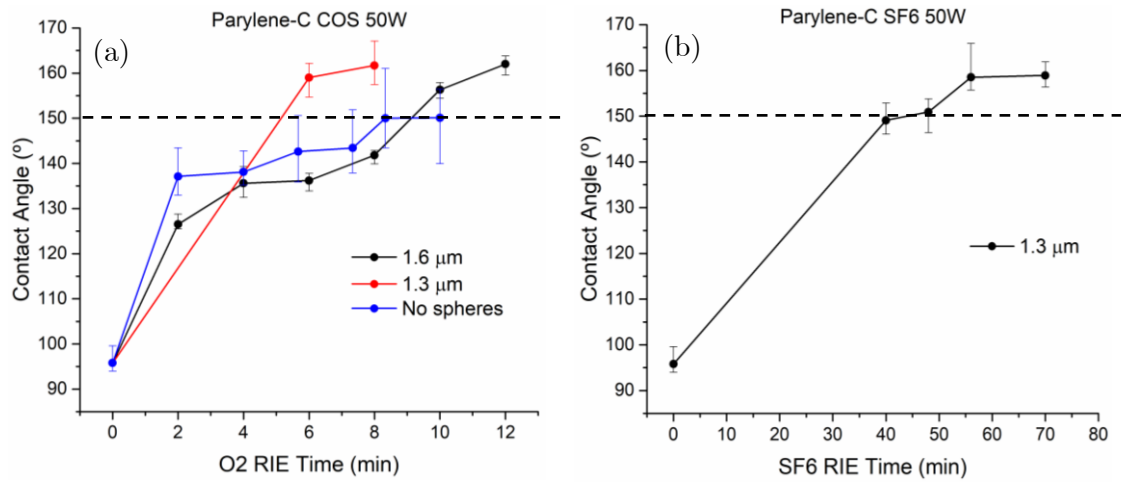 Parylene-C COS 50W
(a)
170
160
150
140
130
120
110
100
90
Contact Angle (º)
1.6 μm
1.3 μm
No spheres
0 2 4 6 8 10 12
O2 RIE Time (min)
Parylene-C SF6 50W
(b)
170
160
150
140
130
120
110
100
90
Contact Angle (º)
1.3 μm
0 10 20 30 40 50 60 70 80
SF6 RIE Time (min)